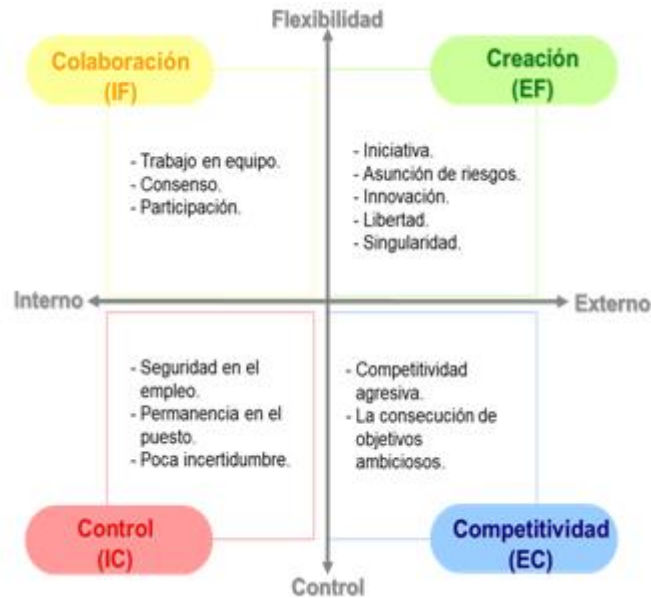 Flexibilidad
Colaboración
(IF)
Creación
(EF)
- Trabajo en equipo.
- Consenso.
- Participación.
- Iniciativa.
- Asunción de riesgos.
- Innovación.
- Libertad.
- Singularidad.
Interno
Externo
- Seguridad en el
empleo.
- Permanencia en el
puesto.
- Poca incertidumbre.
- Competitividad
agresiva.
- La consecución de
objetivos
ambiciosos.
Control
(IC)
Competitividad
(EC)
Control